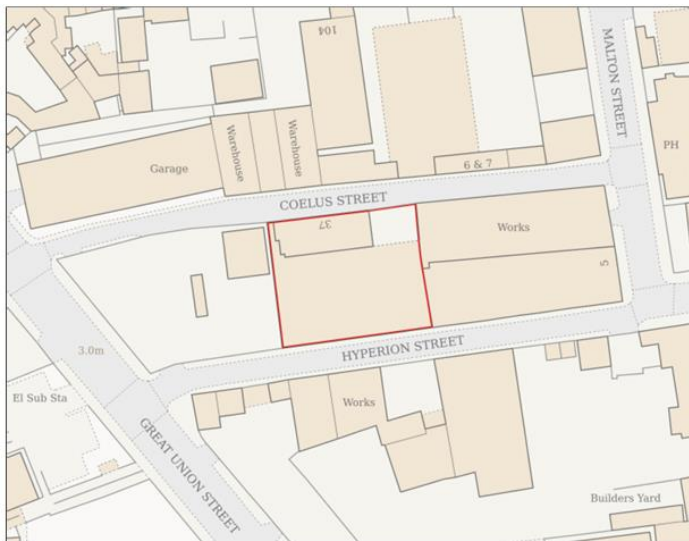 104
MALTON STREET
Warehouse
Warehouse
PH
Garage
6 & 7
COELUS STREET
37
Works
5
3.0m
HYPERION STREET
El Sub Sta
Works
GREAT UNION STREET
Builders Yard